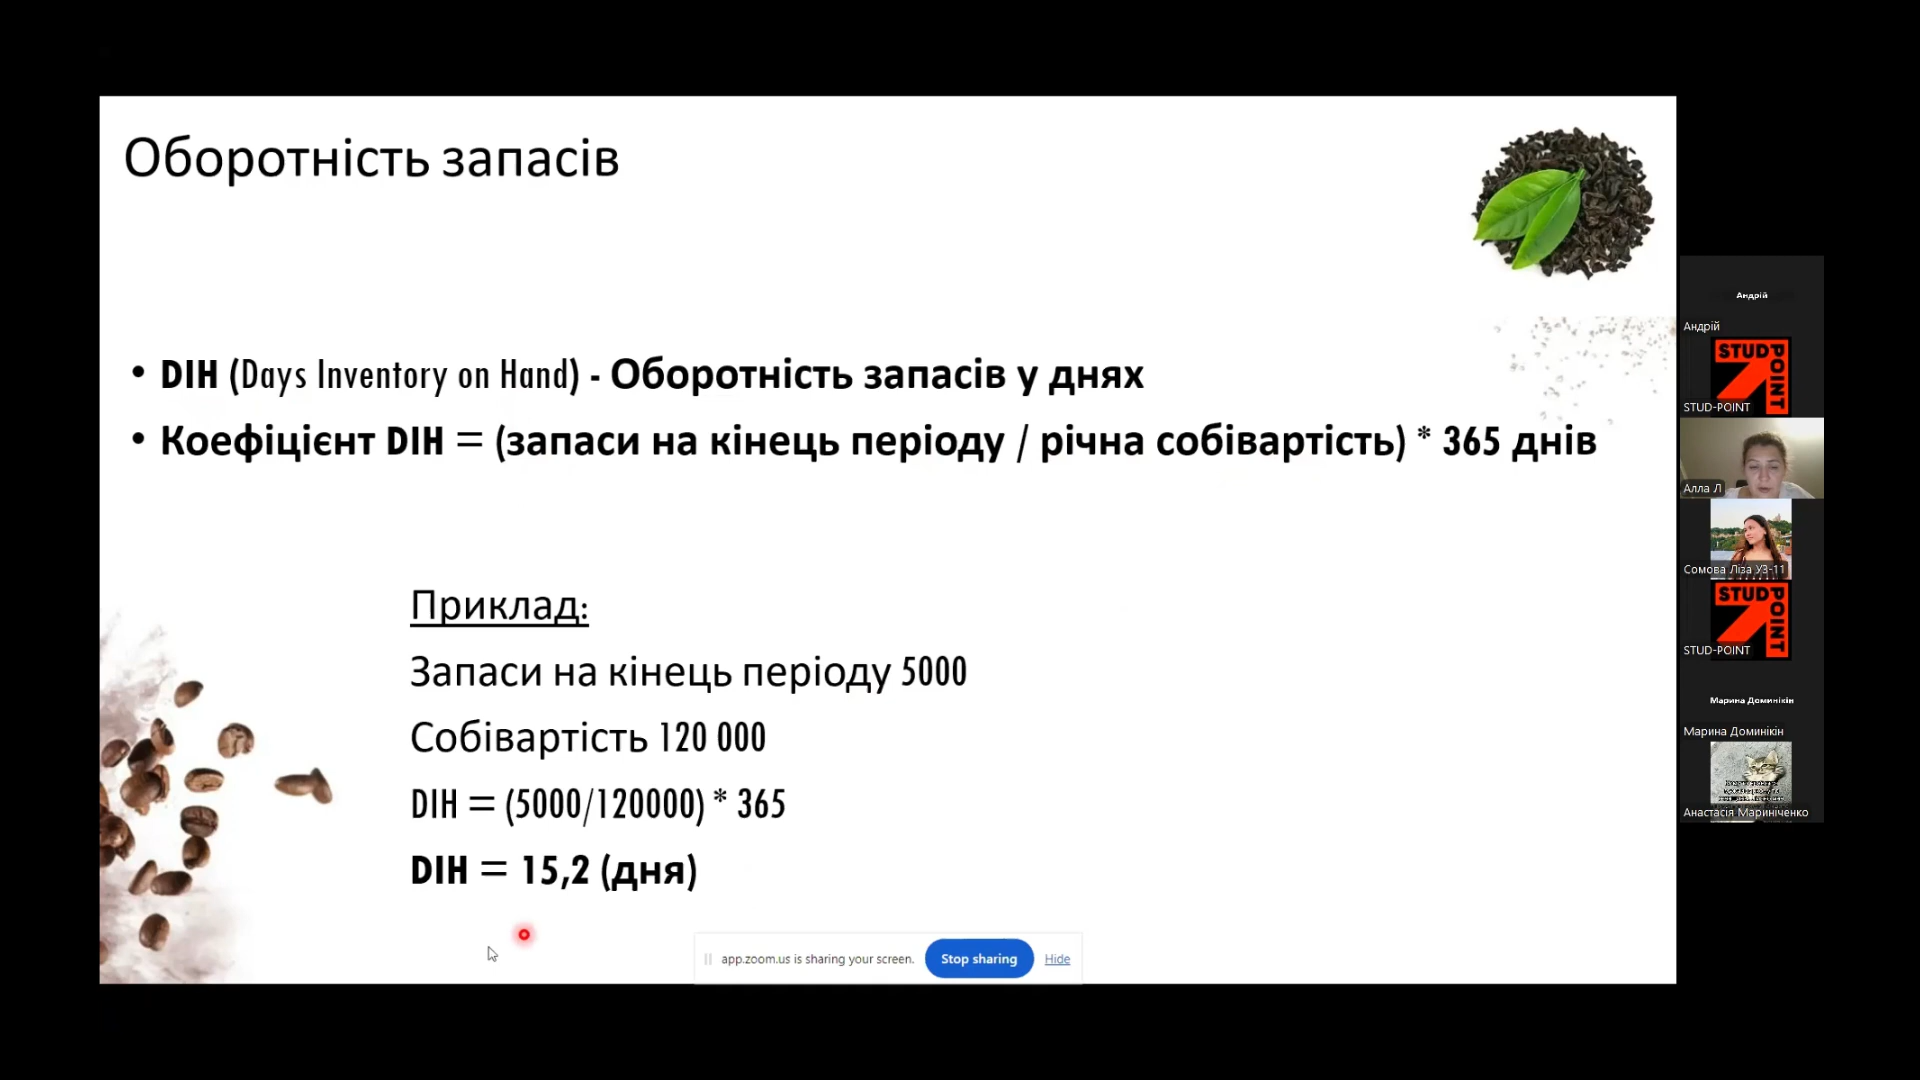 Оборотність запасів
• DIH (Days Inventory on Hand) - Оборотність запасів у днях
• Коефіцієнт DIH = (запаси на кінець періоду / річна собівартість) * 365 днів
Приклад:
Запаси на кінець періоду 5000
Собівартість 120 000
DIH = (5000/120000) * 365
DIH = 15,2 (дня)
app.zoom.us is sharing your screen. Stop sharing Hide
Андрій
Андрій
STUD POINT
STUD-POINT
Алла Л
Сомова Ліза УЗ-11
STUD POINT
STUD-POINT
Марина Доминікін
Марина Доминікін
Анастасія Мариніченко